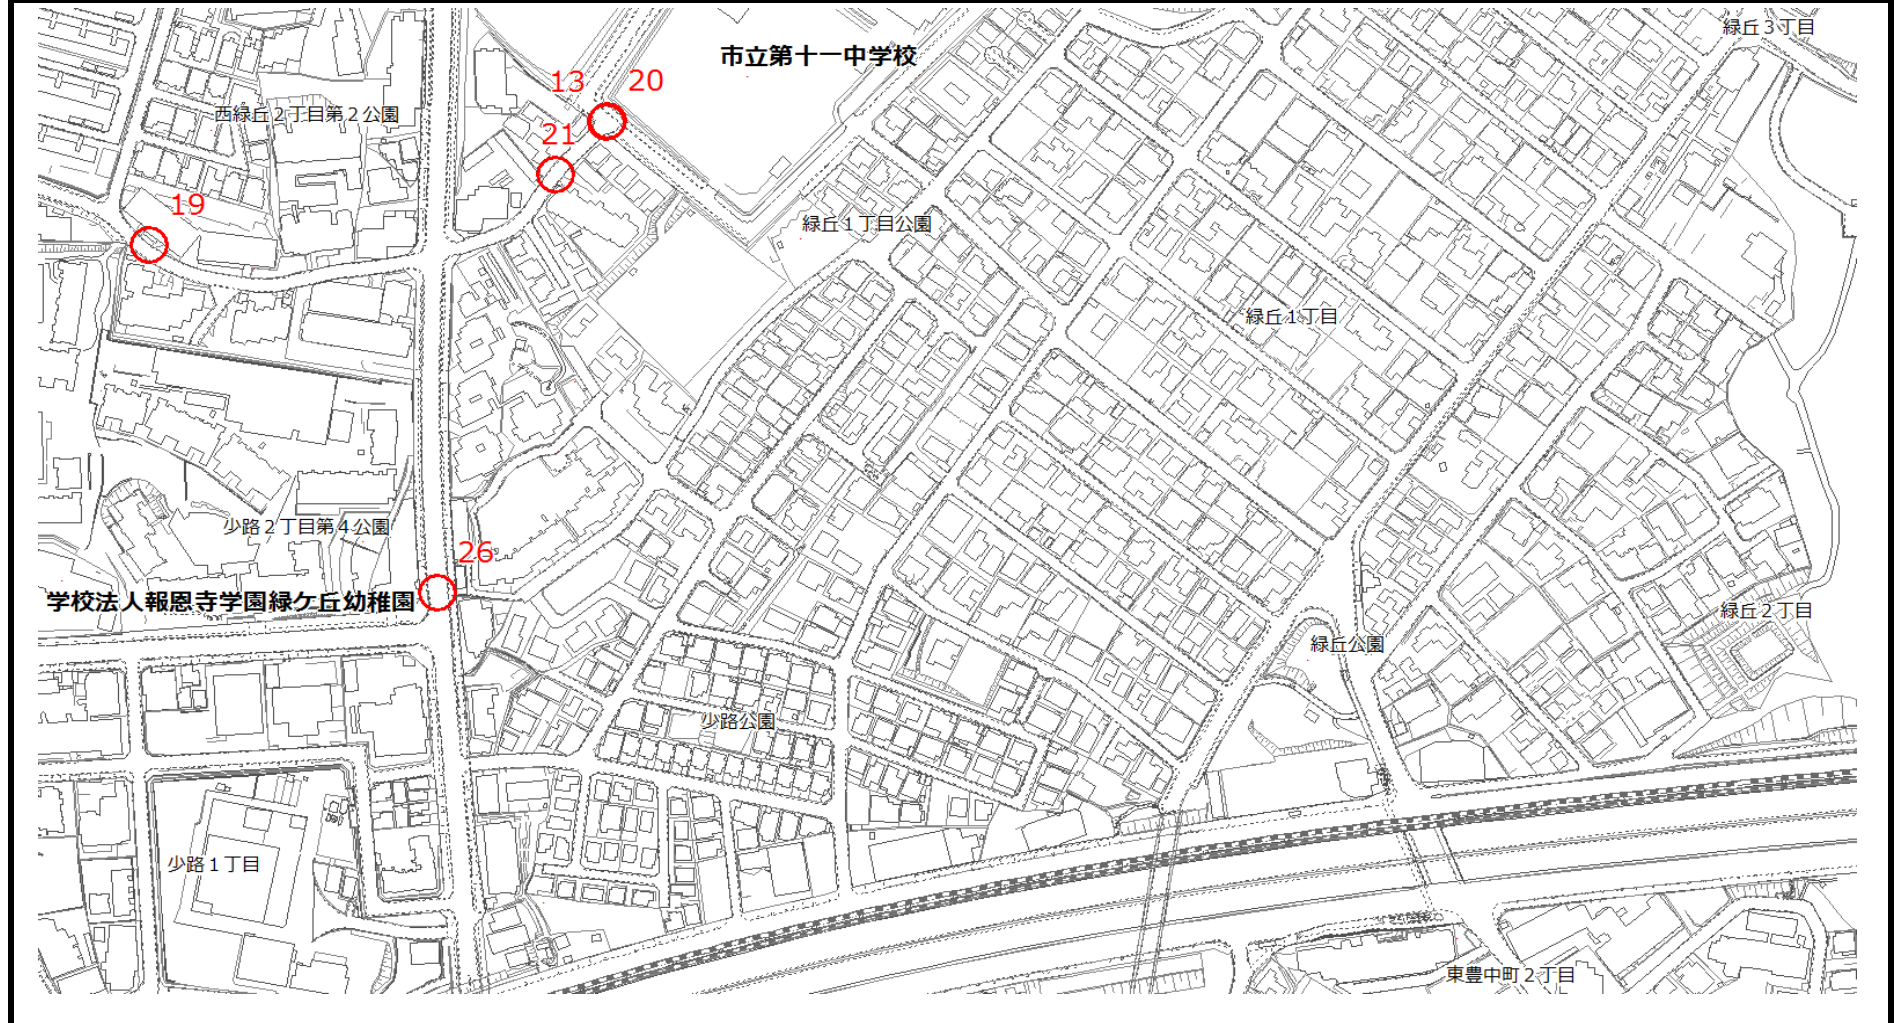 緑丘３丁目
市立第十一中学校
13
20
西緑丘２丁目第２公園
21
19
緑丘１丁目公園
緑丘１丁目
少路２丁目第４公園
26
学校法人報恩寺学園緑ケ丘幼稚園
緑丘２丁目
緑丘公園
少路公園
少路１丁目
東豊中町２丁目